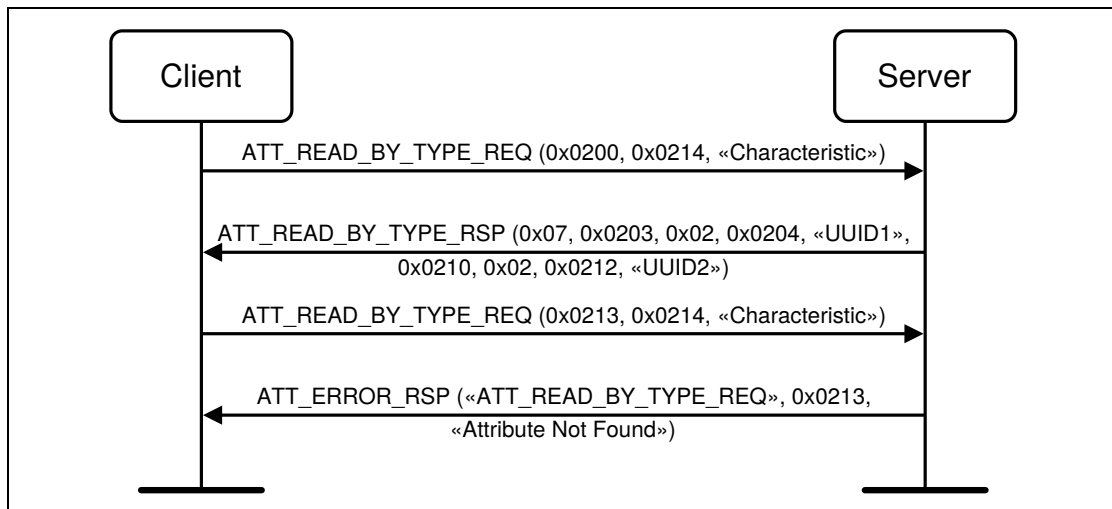 Client
Server
ATT_READ_BY_TYPE_REQ (0x0200, 0x0214, «Characteristic»)
ATT_READ_BY_TYPE_RSP (0x07, 0x0203, 0x02, 0x0204, «UUID1»,
0x0210, 0x02, 0x0212, «UUID2»)
ATT_READ_BY_TYPE_REQ (0x0213, 0x0214, «Characteristic»)
ATT_ERROR_RSP («ATT_READ_BY_TYPE_REQ», 0x0213,
«Attribute Not Found»)